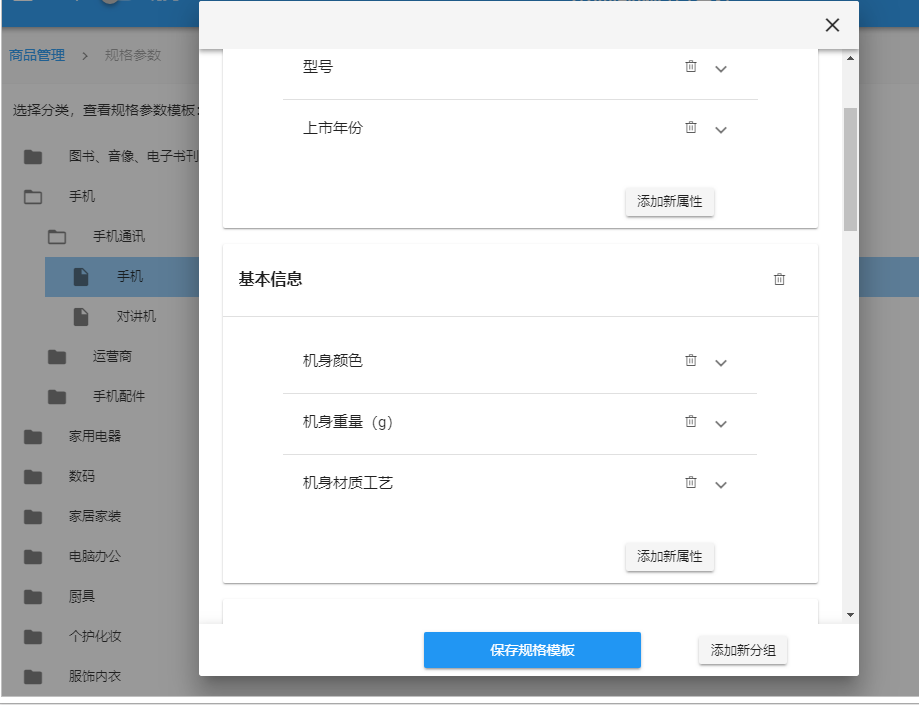 商品管理 > 规格参数
选择分类，查看规格参数模板：
图书、音像、电子书刊
手机
手机通讯
手机
对讲机
运营商
手机配件
家用电器
数码
家居家装
电脑办公
厨具
个护化妆
服饰内衣
型号
上市年份
添加新属性
基本信息
机身颜色
机身重量（g）
机身材质工艺
添加新属性
保存规格模板
添加新分组